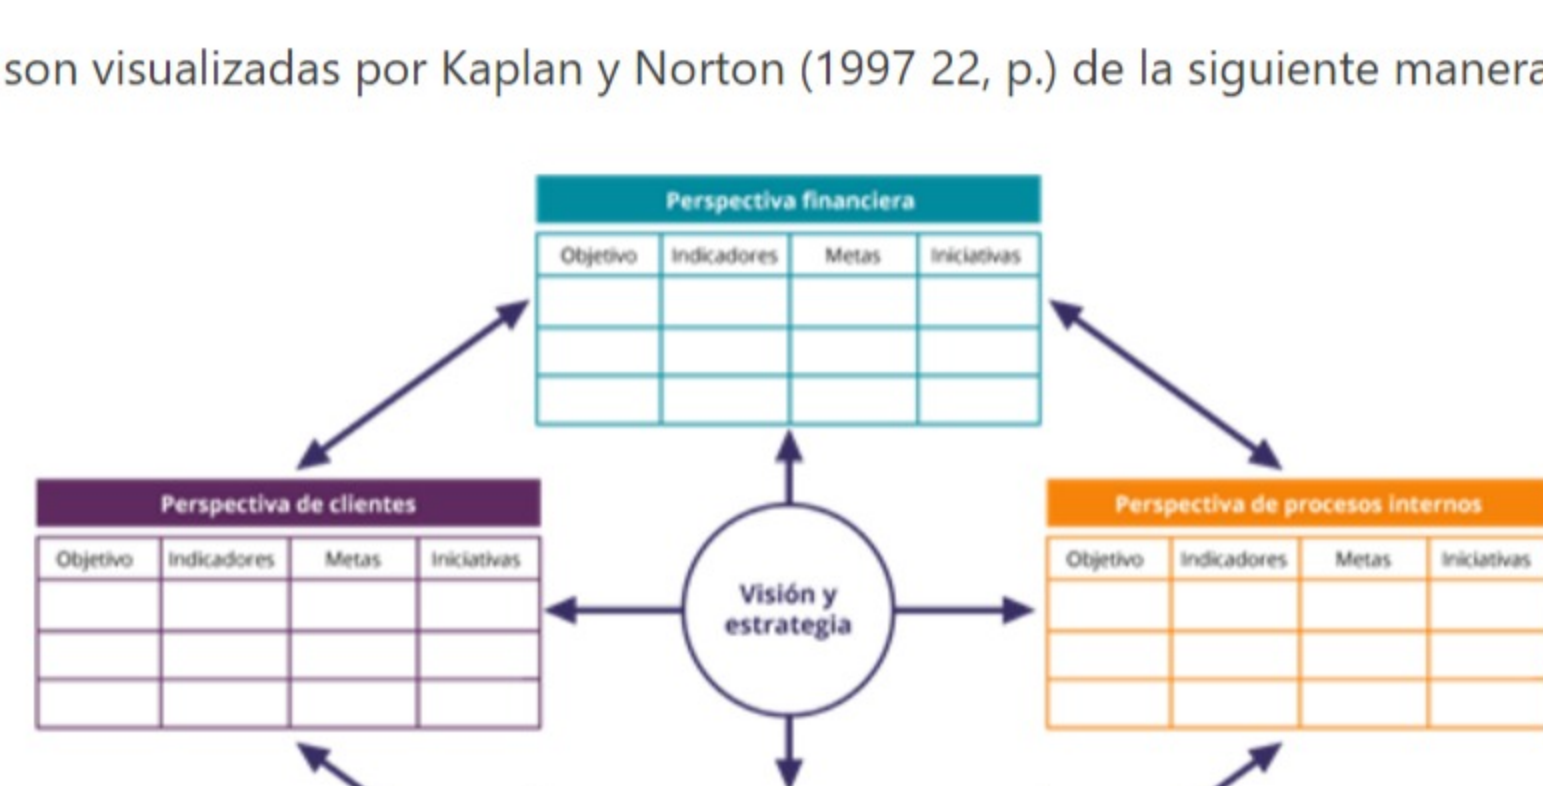 son visualizadas por Kaplan y Norton (1997 22, p.) de la siguiente manera
Perspectiva financiera
Objetivo Indicadores Metas Iniciativas
Perspectiva de clientes
Objetivo Indicadores Metas Iniciativas
Visión y
estrategia
Perspectiva de procesos internos
Objetivo Indicadores Metas Iniciativas